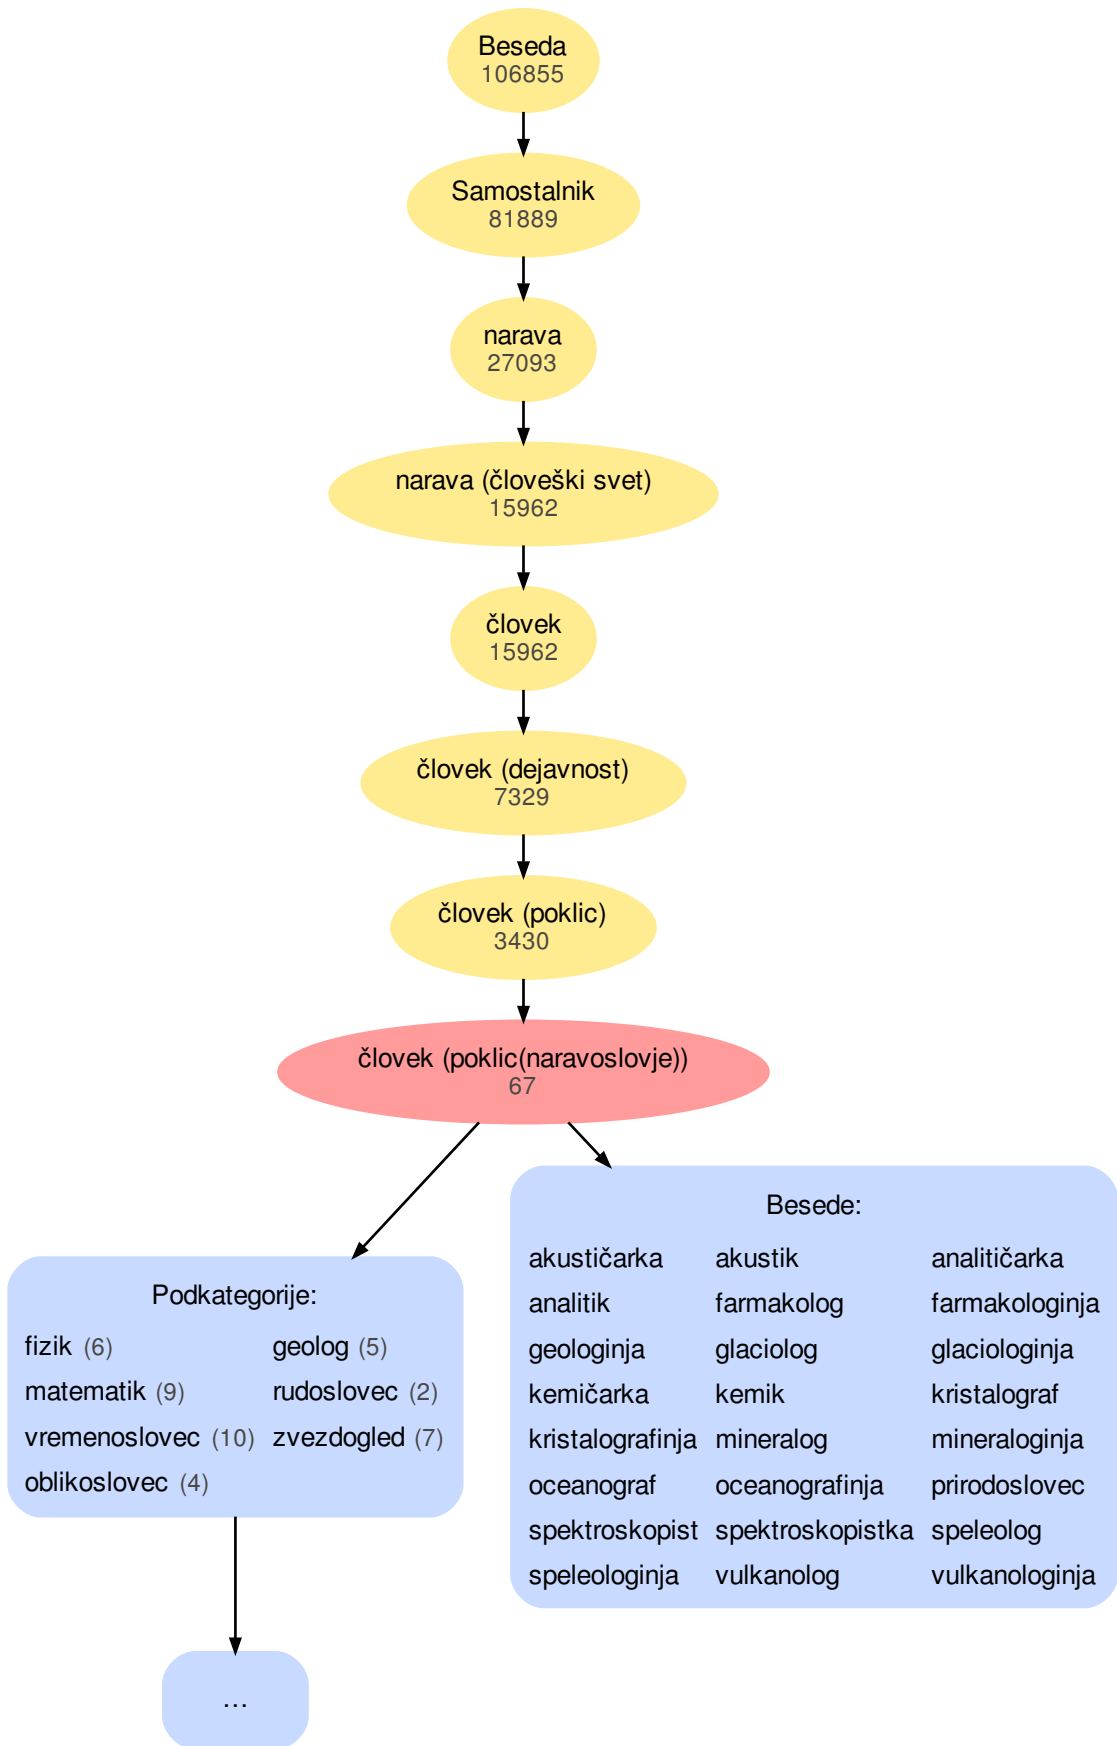 Beseda
106855
Samostalnik
81889
narava
27093
narava (človeški svet)
15962
človek
15962
človek (dejavnost)
7329
človek (poklic)
3430
človek (poklic(naravoslovje))
67
Podkategorije:
fizik (6) geolog (5)
matematik (9) rudoslovec (2)
vremenoslovec (10) zvezdogled (7)
oblikoslovec (4)
...
Besede:
akustičarka akustik analitičarka
analitik farmakolog farmakologinja
geologinja glaciolog glaciologinja
kemičarka kemik kristalograf
kristalografinja mineralog mineraloginja
oceanograf oceanografinja prirodoslovec
spektroskopist spektroskopistka speleolog
speleologinja vulkanolog vulkanologinja